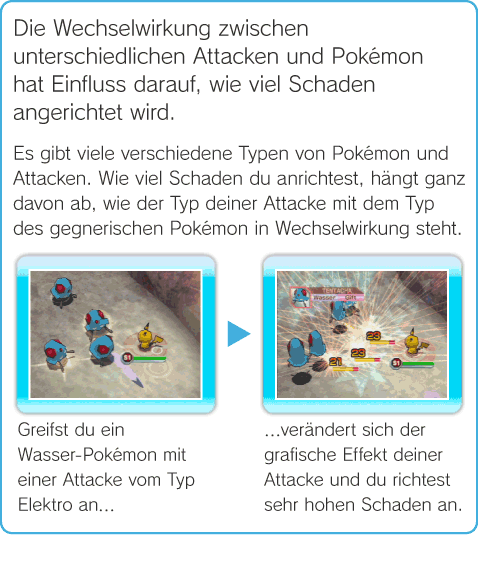 Die Wechselwirkung zwischen
unterschiedlichen Attacken und Pokémon
hat Einfluss darauf, wie viel Schaden
angerichtet wird.
Es gibt viele verschiedene Typen von Pokémon und
Attacken. Wie viel Schaden du anrichtest, hängt ganz
davon ab, wie der Typ deiner Attacke mit dem Typ
des gegnerischen Pokémon in Wechselwirkung steht.
51
TENTACHA
Wasser Gift
23
23
21
51
Greifst du ein
Wasser-Pokémon mit
einer Attacke vom Typ
Elektro an...
...verändert sich der
grafische Effekt deiner
Attacke und du richtest
sehr hohen Schaden an.